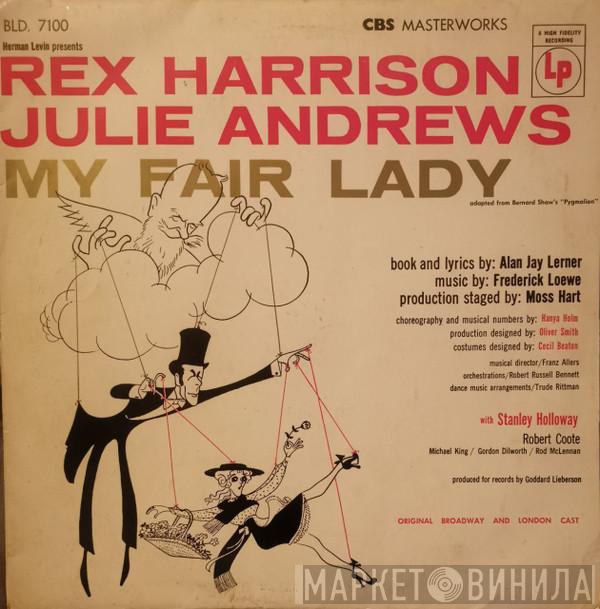 BLD. 7100
CBS MASTERWORKS
A HIGH FIDELITY
RECORDING
Lp
Herman Levin presents
REX HARRISON
JULIE ANDREWS
MY FAIR LADY
adapted from Bernard Shaw's "Pygmalion"
book and lyrics by: Alan Jay Lerner
music by: Frederick Loewe
production staged by: Moss Hart
choreography and musical numbers by: Hanya Holm
production designed by: Oliver Smith
costumes designed by: Cecil Beaton
musical director/Franz Allers
orchestrations/Robert Russell Bennett
dance music arrangements/Trude Rittman
with Stanley Holloway
Robert Coote
Michael King / Gordon Dilworth / Rod McLennan
produced for records by Goddard Lieberson
ORIGINAL BROADWAY AND LONDON CAST
МАРКЕТ ВИНИЛА